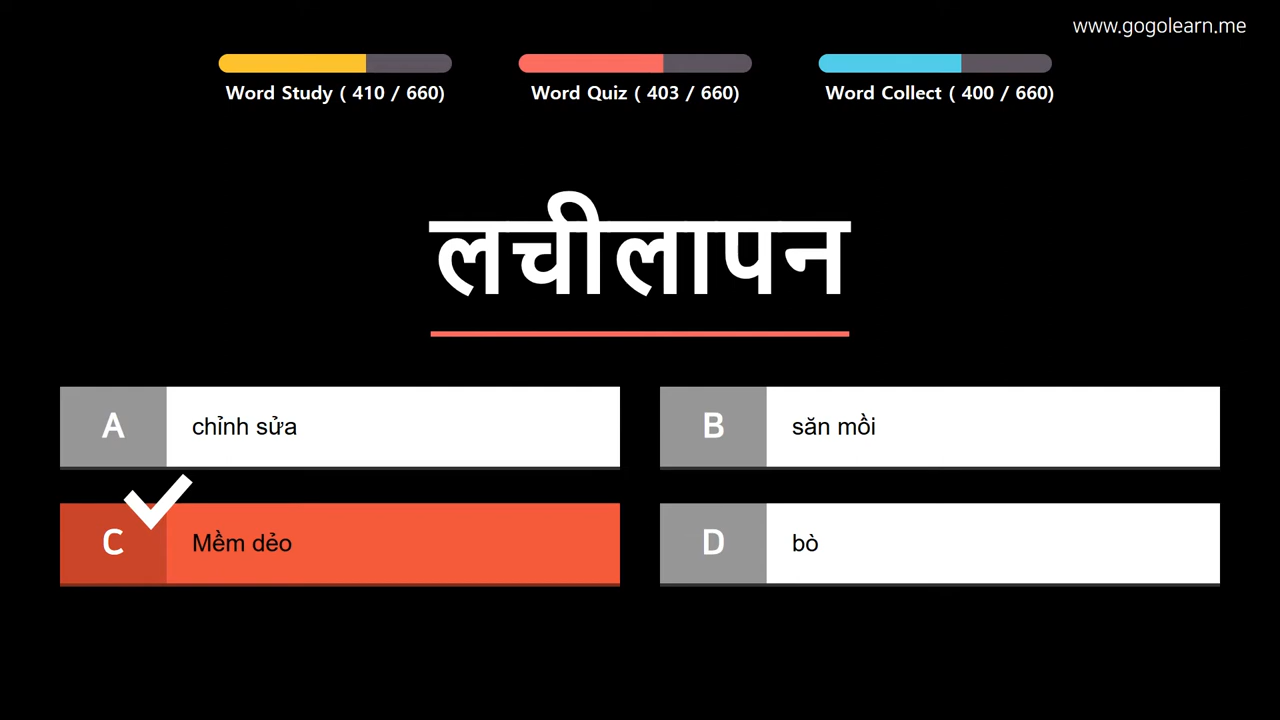 www.gogolearn.me
Word Study ( 410 / 660)
Word Quiz ( 403 / 660)
Word Collect ( 400 / 660)
लचीलापन
A chỉnh sửa
B săn mồi
C Mềm dẻo
D bò